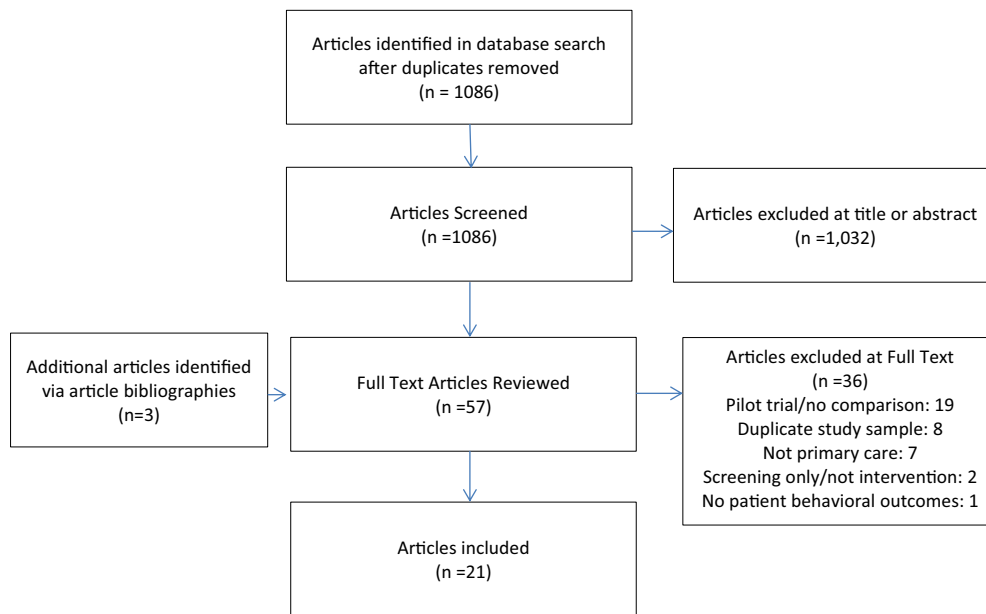 Articles identified in database search
after duplicates removed
(n = 1086)
Articles Screened
(n =1086)
Articles excluded at title or abstract
(n =1,032)
Additional articles identified
via article bibliographies
(n=3)
Full Text Articles Reviewed
(n =57)
Articles excluded at Full Text
(n =36)
Pilot trial/no comparison: 19
Duplicate study sample: 8
Not primary care: 7
Screening only/not intervention: 2
No patient behavioral outcomes: 1
Articles included
(n =21)